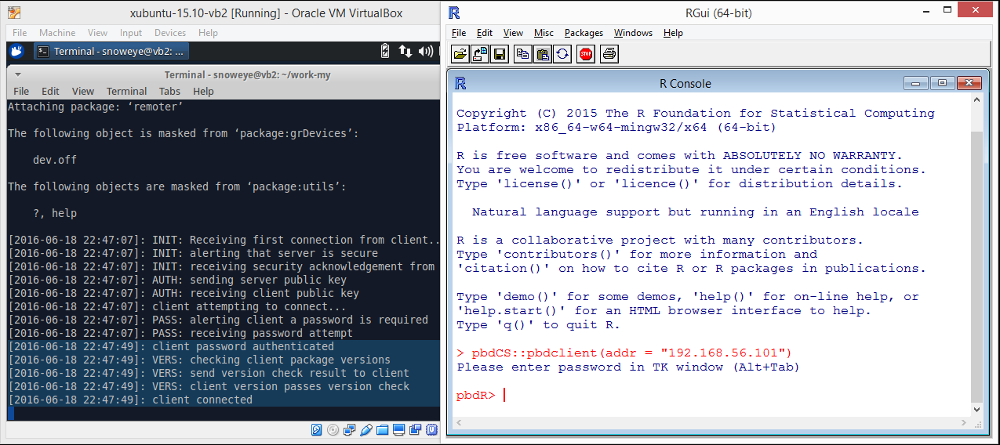 xubuntu-15.10-vb2 [Running] - Oracle VM VirtualBox
File Machine View Input Devices Help
Terminal - snoweye@vb2: ...
Terminal - snoweye@vb2: ~/work-my
File Edit View Terminal Tabs Help
Attaching package: ‘remoter’
The following object is masked from ‘package:grDevices’:
dev.off
The following objects are masked from ‘package:utils’:
?, help
[2016-06-18 22:47:07]: INIT: Receiving first connection from client..
[2016-06-18 22:47:07]: INIT: alerting that server is secure
[2016-06-18 22:47:07]: INIT: receiving security acknowledgement from
[2016-06-18 22:47:07]: AUTH: sending server public key
[2016-06-18 22:47:07]: AUTH: receiving client public key
[2016-06-18 22:47:07]: client attempting to connect...
[2016-06-18 22:47:07]: PASS: alerting client a password is required
[2016-06-18 22:47:07]: PASS: receiving password attempt
[2016-06-18 22:47:49]: client password authenticated
[2016-06-18 22:47:49]: VERS: checking client package versions
[2016-06-18 22:47:49]: VERS: send version check result to client
[2016-06-18 22:47:49]: VERS: client version passes version check
[2016-06-18 22:47:49]: client connected
RGui (64-bit)
File Edit View Misc Packages Windows Help
STOP
R Console
Copyright (C) 2015 The R Foundation for Statistical Computing
Platform: x86_64-w64-mingw32/x64 (64-bit)
R is free software and comes with ABSOLUTELY NO WARRANTY.
You are welcome to redistribute it under certain conditions.
Type 'license()' or 'licence()' for distribution details.
Natural language support but running in an English locale
R is a collaborative project with many contributors.
Type 'contributors()' for more information and
'citation()' on how to cite R or R packages in publications.
Type 'demo()' for some demos, 'help()' for on-line help, or
'help.start()' for an HTML browser interface to help.
Type 'q()' to quit R.
> pbdCS::pbdclient(addr = "192.168.56.101")
Please enter password in TK window (Alt+Tab)
pbdR>